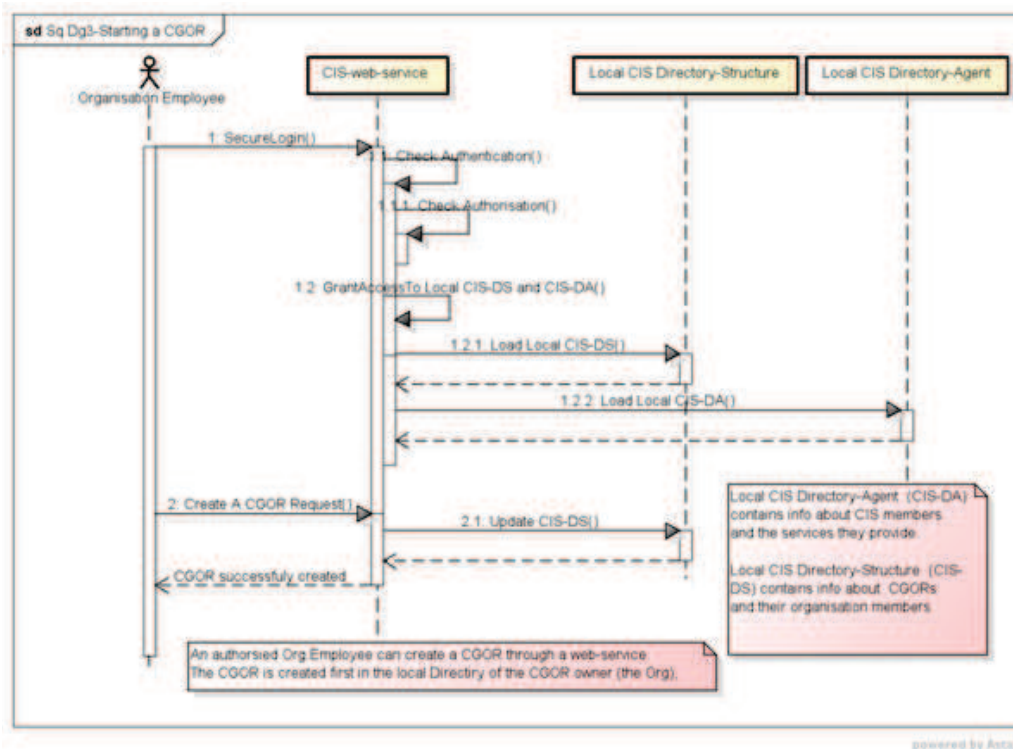 sd Sq Dg3-Starting a CGOR
Organisation Employee
CIS-web-service
Local CIS Directory-Structure
Local CIS Directory-Agent
1: SecureLogin()
1.1: Check Authentication()
1.1.1: Check Authorisation()
1.2: GrantAccessTo Local CIS-DS and CIS-DA()
1.2.1: Load Local CIS-DS()
1.2.2: Load Local CIS-DA()
2: Create A CGOR Request()
2.1: Update CIS-DS()
CGOR successfuly created
Local CIS Directory-Agent (CIS-DA)
contains info about CIS members
and the services they provide.
Local CIS Directory-Structure (CIS-
DS) contains info about CGORs
and their organisation members
An authorsied Org.Employee can create a CGOR through a web-service.
The CGOR is created first in the local Directiry of the CGOR owner (the Org).
powered by Asta